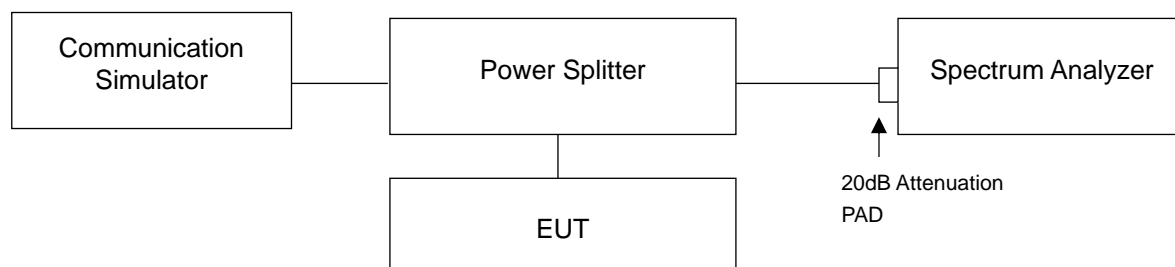 Communication
Simulator
Power Splitter
Spectrum Analyzer
20dB Attenuation
PAD
EUT